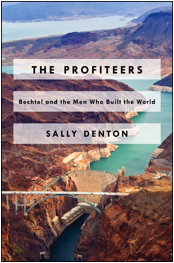 THE PROFITEERS
Bechtel and the Men Who Built the World
SALLY DENTON